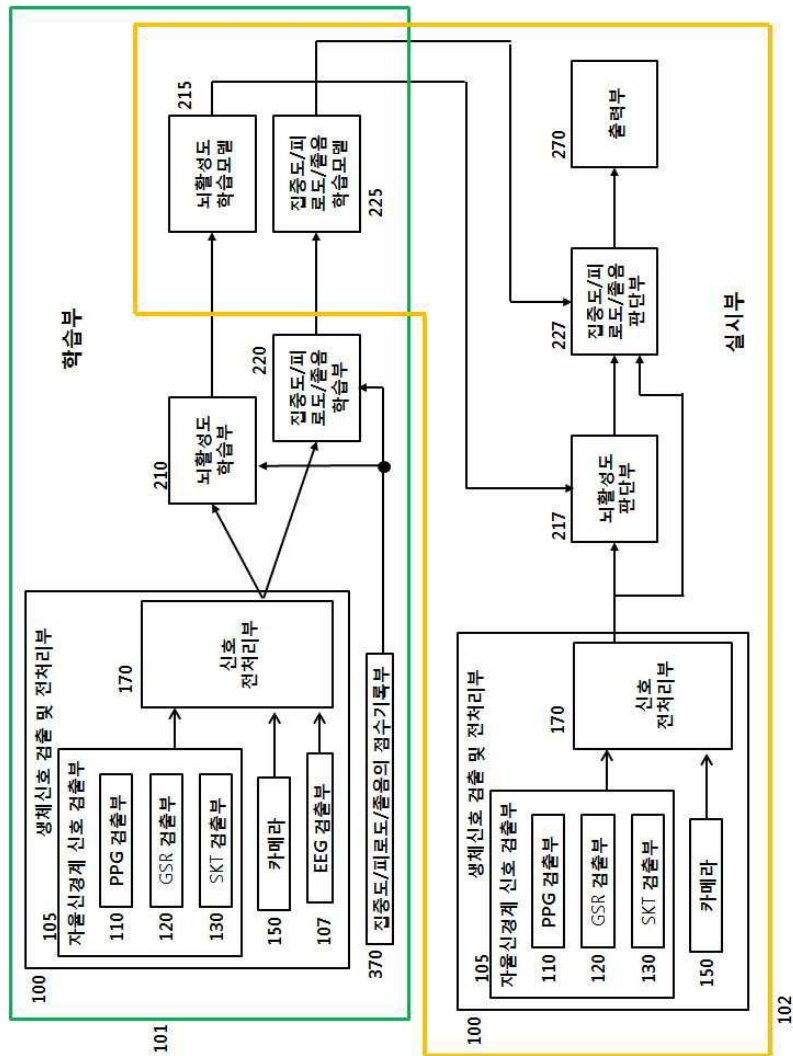 학습부
101
100
생체신호 검출 및 전처리부
105
자율신경계 신호 검출부
110
PPG 검출부
120
GSR 검출부
130
SKT 검출부
150
카메라
107
EEG 검출부
170
신호
전처리부
370
집중도/피로도/졸음의 점수기록부
210
뇌활성도
학습부
220
집중도/피
로도/졸음
학습부
215
뇌활성도
학습모델
225
집중도/피
로도/졸음
학습모델
실시부
102
100
생체신호 검출 및 전처리부
105
자율신경계 신호 검출부
110
PPG 검출부
120
GSR 검출부
130
SKT 검출부
150
카메라
170
신호
전처리부
217
뇌활성도
판단부
227
집중도/피
로도/졸음
판단부
270
출력부